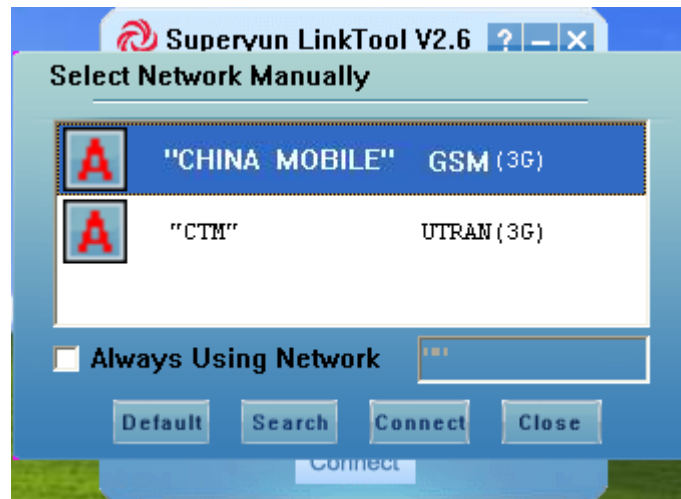 Superyun LinkTool V2.6 ? – X
Select Network Manually
A "CHINA MOBILE" GSM (3G)
A "CTM" UTRAN(3G)
Always Using Network ""
Default Search Connect Close
Connect